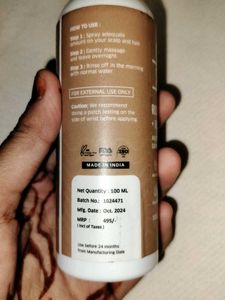 HOW TO USE :
Step 1 : Spray adequate
amount on your scalp and hair
Step 2 : Gently massage
and leave overnight
Step 3 : Rinse off in the morning
with normal water
FOR EXTERNAL USE ONLY
Caution: We recommend
doing a patch testing on the
side of wrist before applying
FDA
ISO
MADE IN INDIA
Net Quantity : 100 ML
Batch No.: 1024471
Mfg. Date : Oct. 2024
MRP : 495/-
( Incl of Taxes )
Use before 24 months
From Manufacturing Date